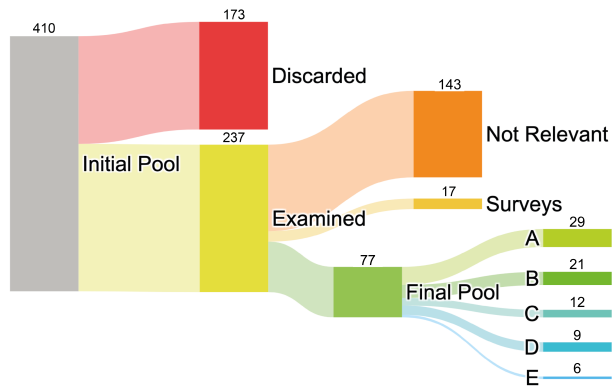 410
Initial Pool
173
Discarded
237
Examined
143
Not Relevant
17
Surveys
77
Final Pool
A
29
B
21
C
12
D
9
E
6